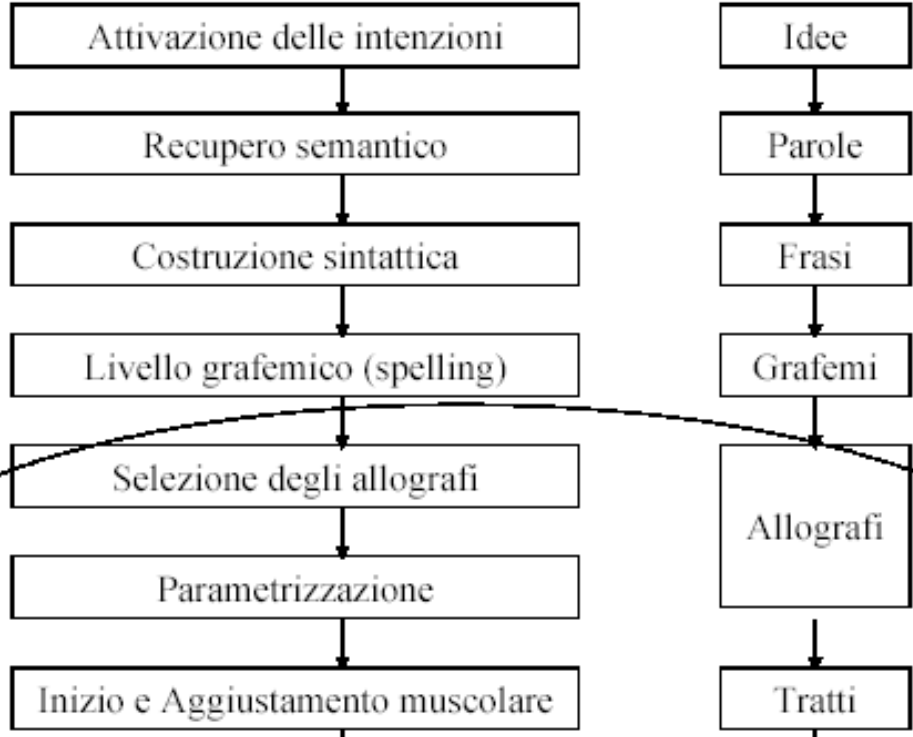 Attivazione delle intenzioni
Idee
Recupero semantico
Parole
Costruzione sintattica
Frasi
Livello grafemico (spelling)
Grafemi
Selezione degli allografi
Allografi
Parametrizzazione
Inizio e Aggiustamento muscolare
Tratti